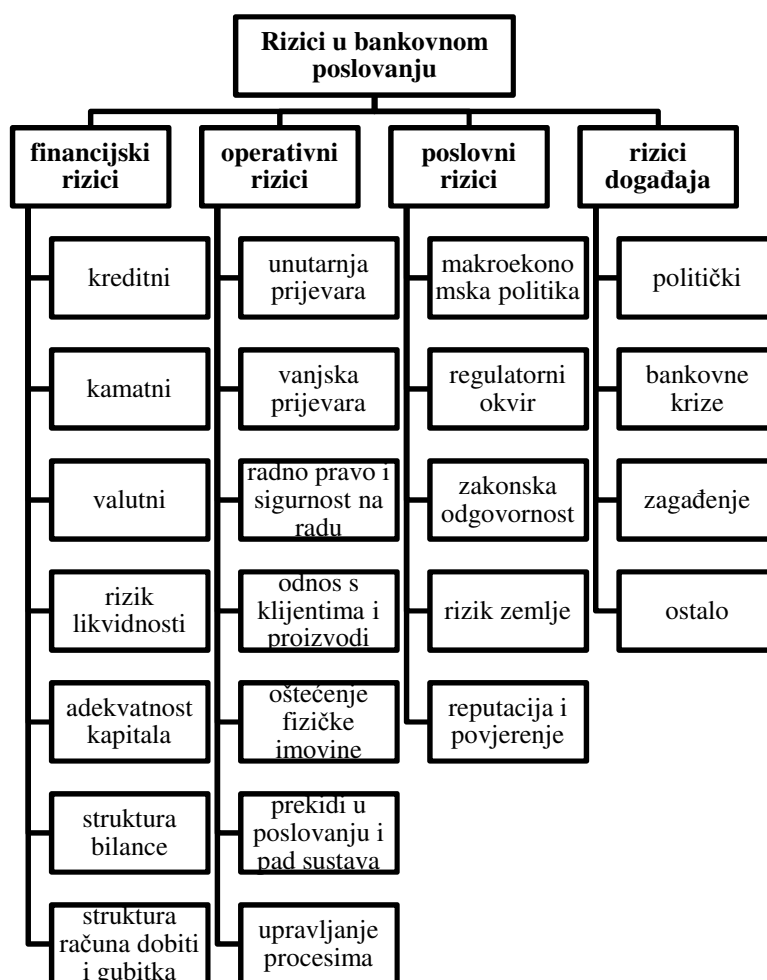 Rizici u bankovnom
poslovanju
financijski
rizici
kreditni
kamatni
valutni
rizik
likvidnosti
adekvatnost
kapitala
struktura
bilance
struktura
računa dobiti
i gubitka
operativni
rizici
unutarnja
prijevara
vanjska
prijevara
radno pravo i
sigurnost na
radu
odnos s
klijentima i
proizvodi
oštećenje
fizičke
imovine
prekidi u
poslovanju i
pad sustava
upravljanje
procesima
poslovni
rizici
makroekono
mska politika
regulatorni
okvir
zakonska
odgovornost
rizik zemlje
reputacija i
povjerenje
rizici
događaja
politički
bankovne
krize
zagađenje
ostalo